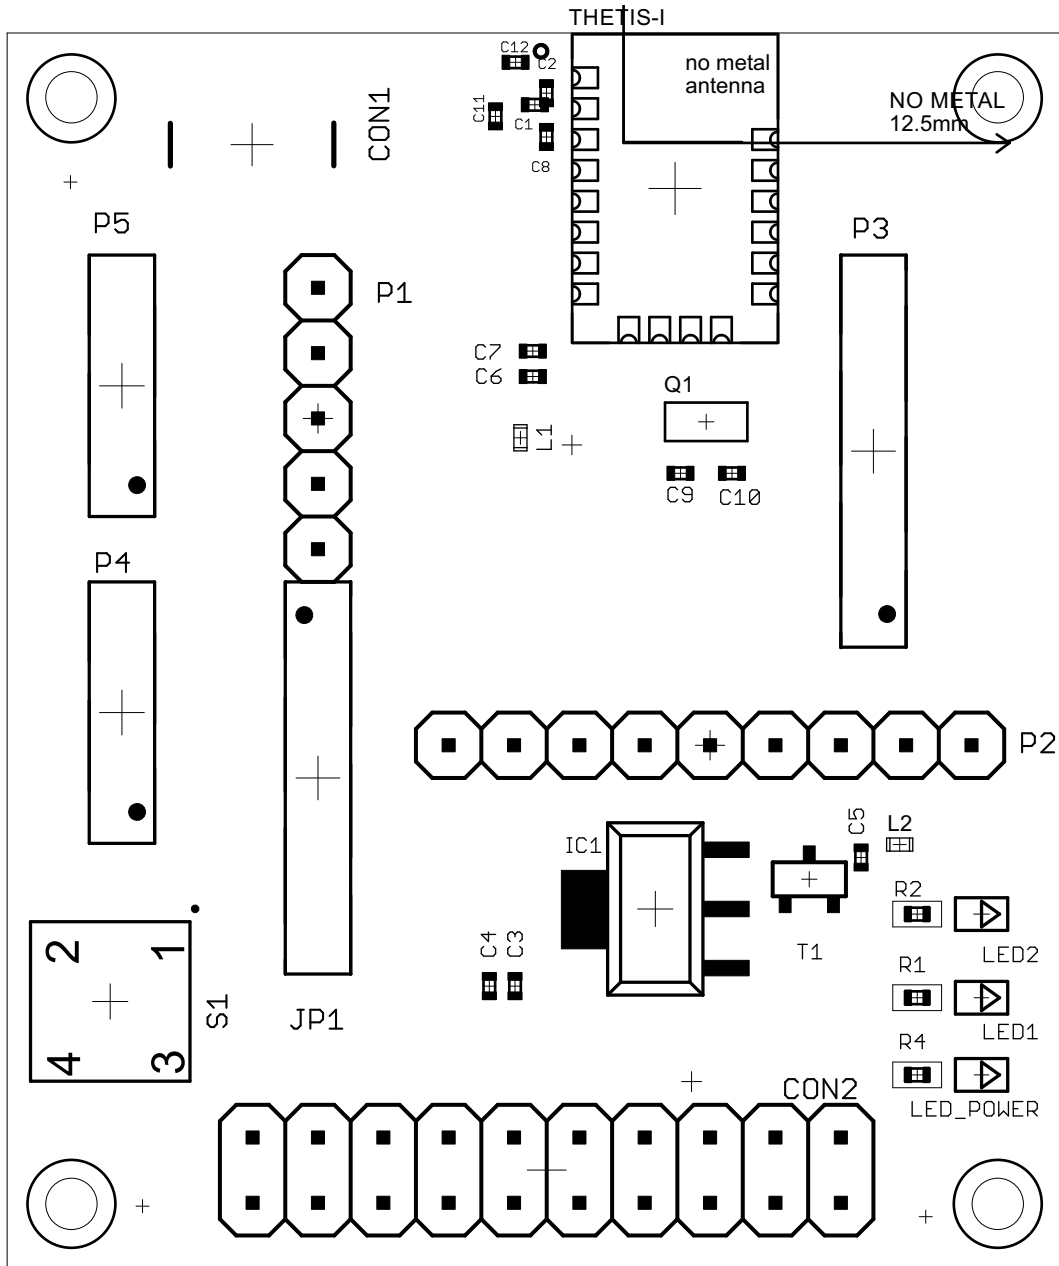 THETIS-I
C12
C2
no metal
antenna
NO METAL
12.5mm
CON1
C11
C1
C8
P5
P3
P1
C7
C6
Q1
L1
C9
C10
P4
P2
C5
L2
IC1
R2
C4
C3
T1
LED2
2
1
R1
S1
JP1
LED1
4
3
R4
CON2
LED_POWER